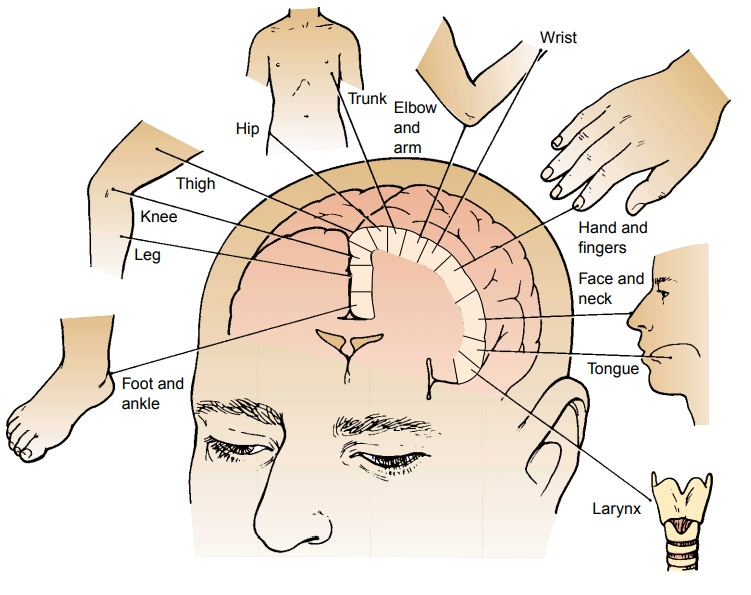 Wrist
Trunk
Elbow
and
arm
Hip
Thigh
Knee
Leg
Hand and
fingers
Face and
neck
Tongue
Foot and
ankle
Larynx